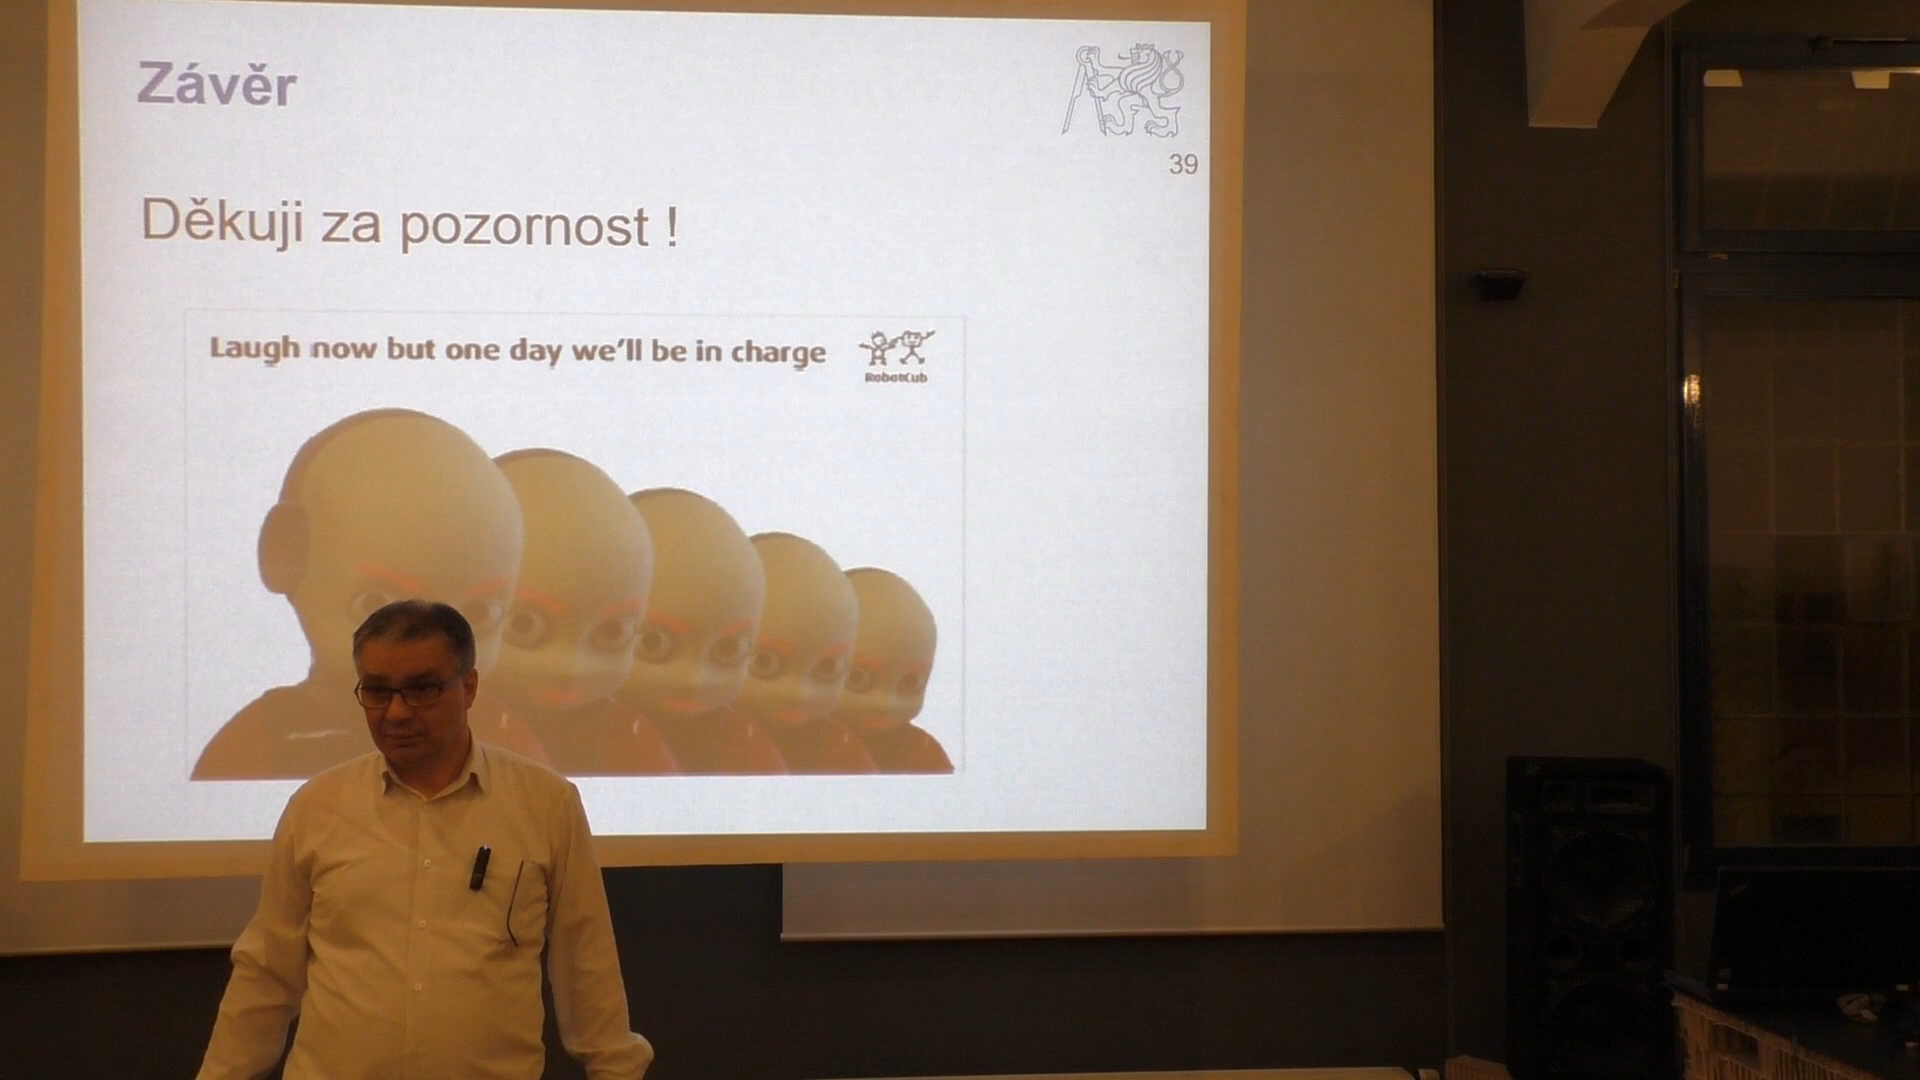 Závěr
39
Děkuji za pozornost !
Laugh now but one day we'll be in charge
RobotCub